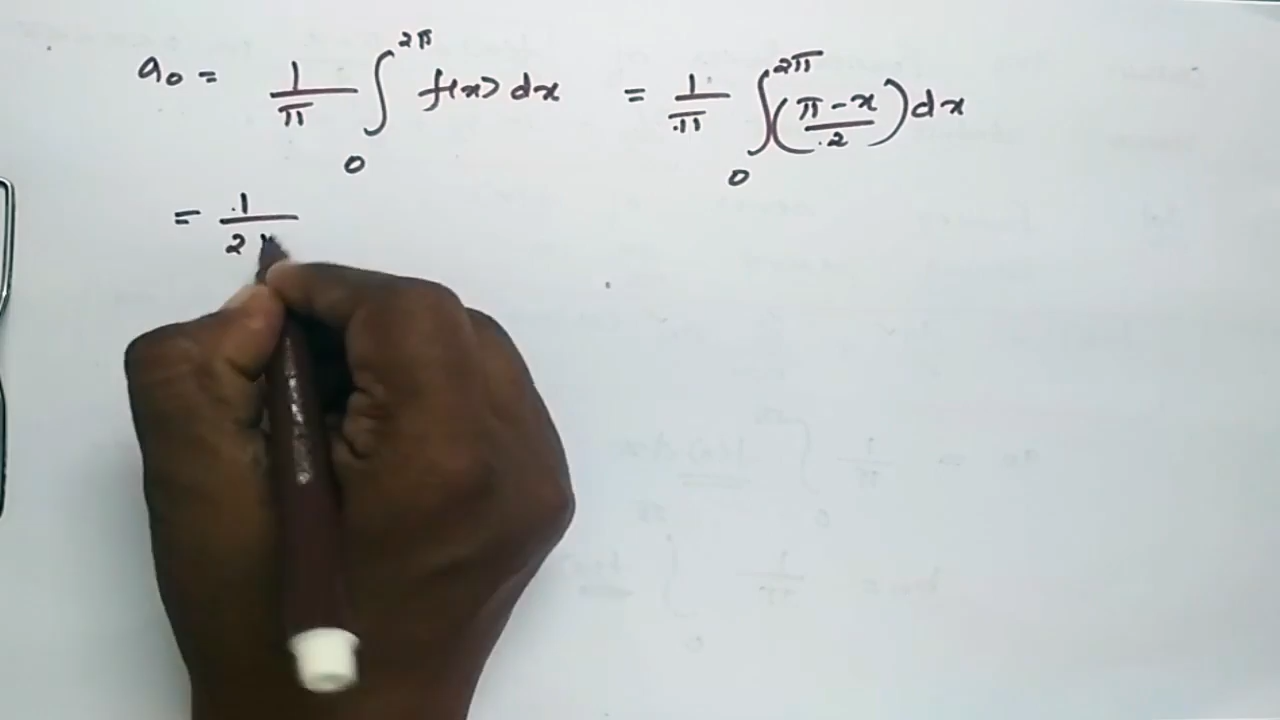 a₀ = 1/π ∫₀^2π f(x) dx = 1/π ∫₀^2π (π-x/2) dx
= 1/2